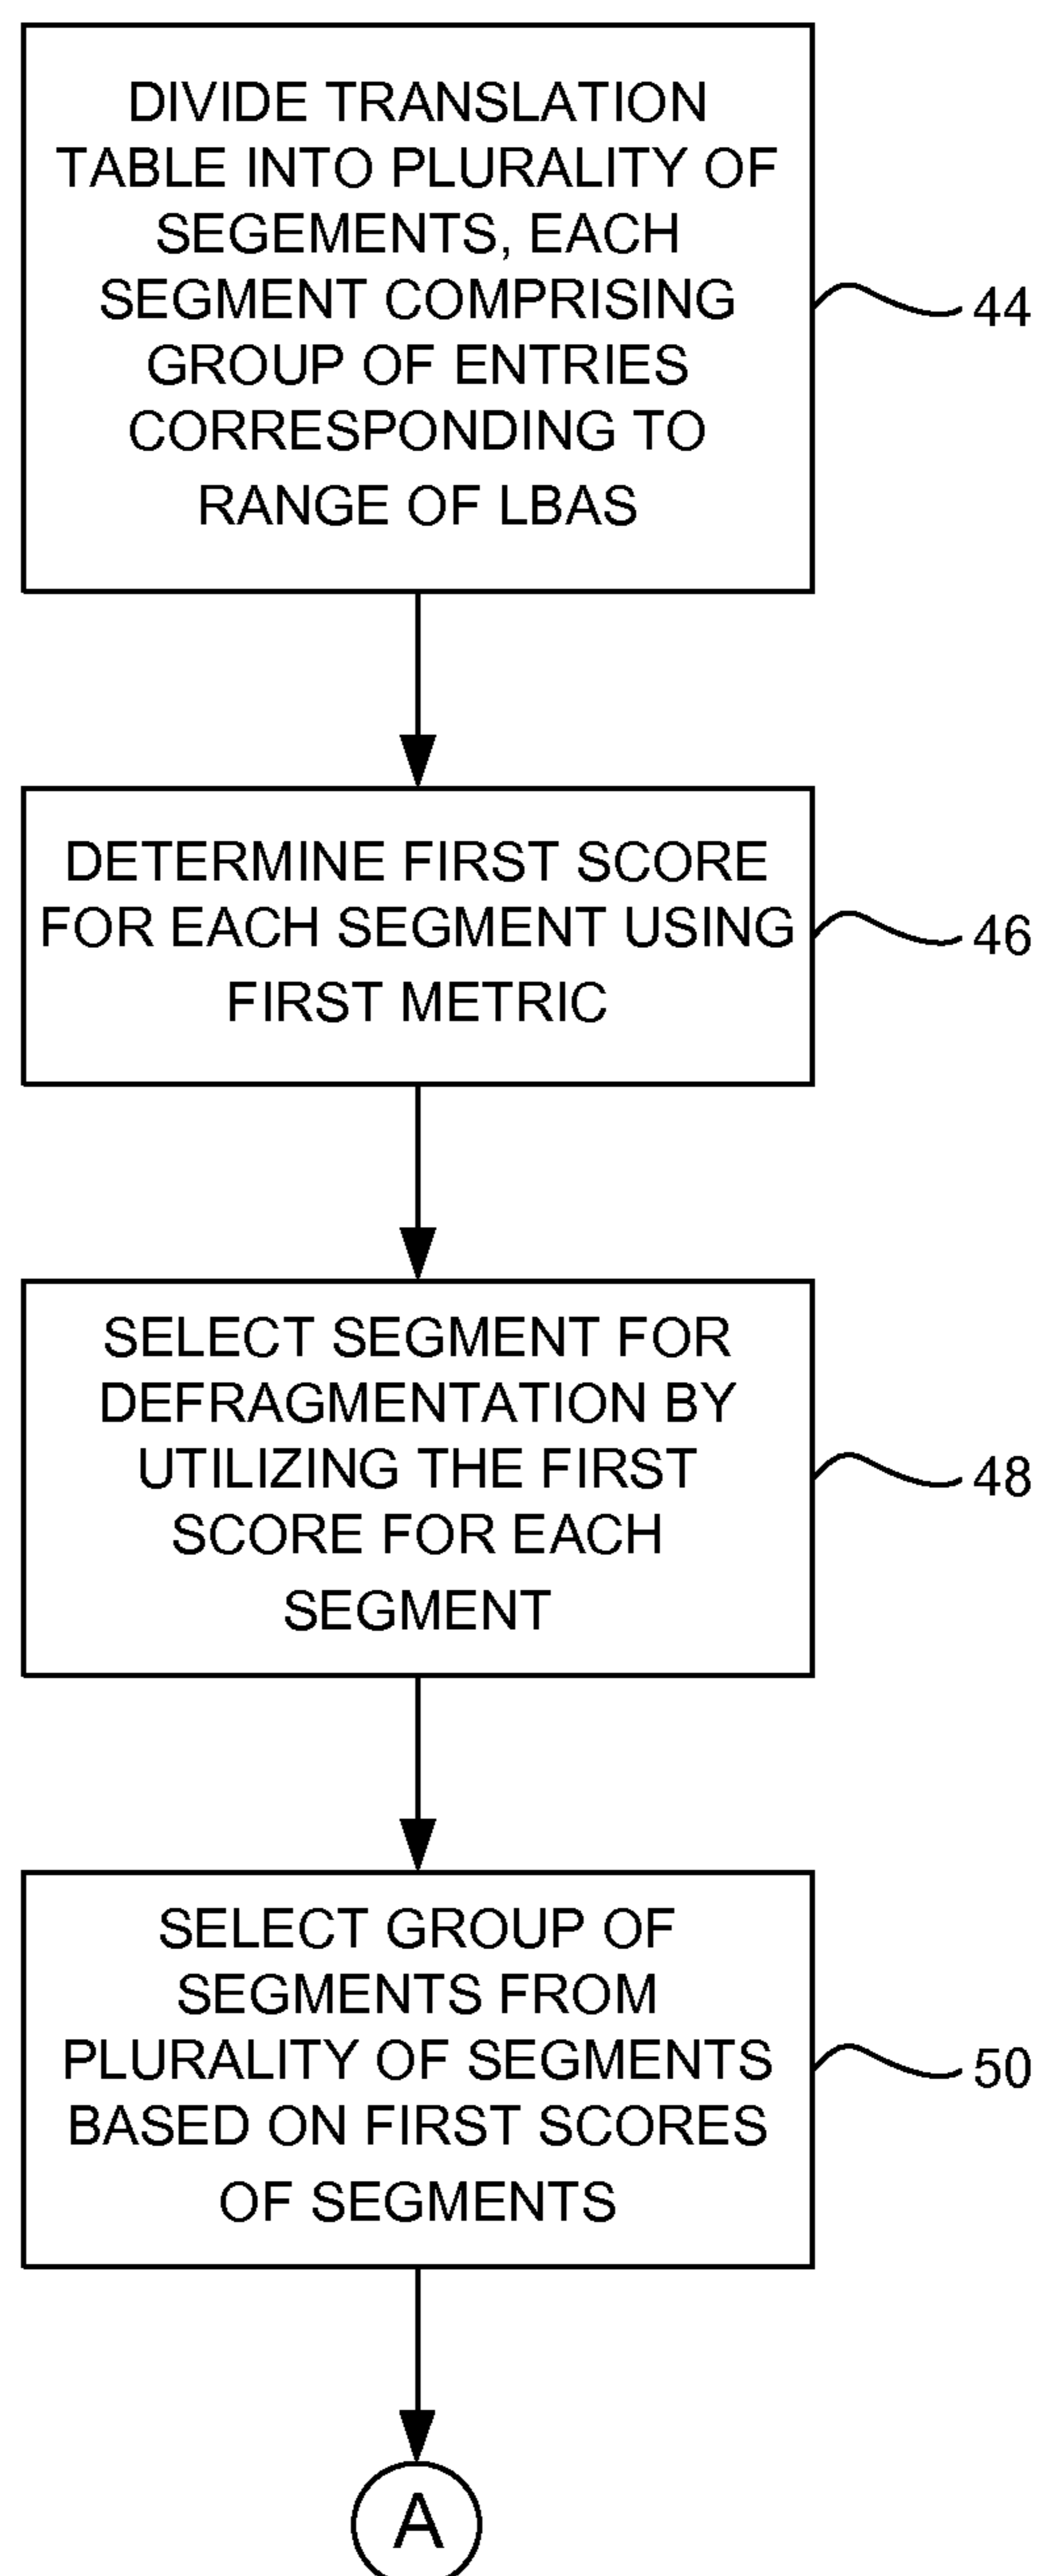 DIVIDE TRANSLATION
TABLE INTO PLURALITY OF
SEGEMENTS, EACH
SEGMENT COMPRISING
GROUP OF ENTRIES
CORRESPONDING TO
RANGE OF LBAS
44
DETERMINE FIRST SCORE
FOR EACH SEGMENT USING
FIRST METRIC
46
SELECT SEGMENT FOR
DEFRAGMENTATION BY
UTILIZING THE FIRST
SCORE FOR EACH
SEGMENT
48
SELECT GROUP OF
SEGMENTS FROM
PLURALITY OF SEGMENTS
BASED ON FIRST SCORES
OF SEGMENTS
50
A